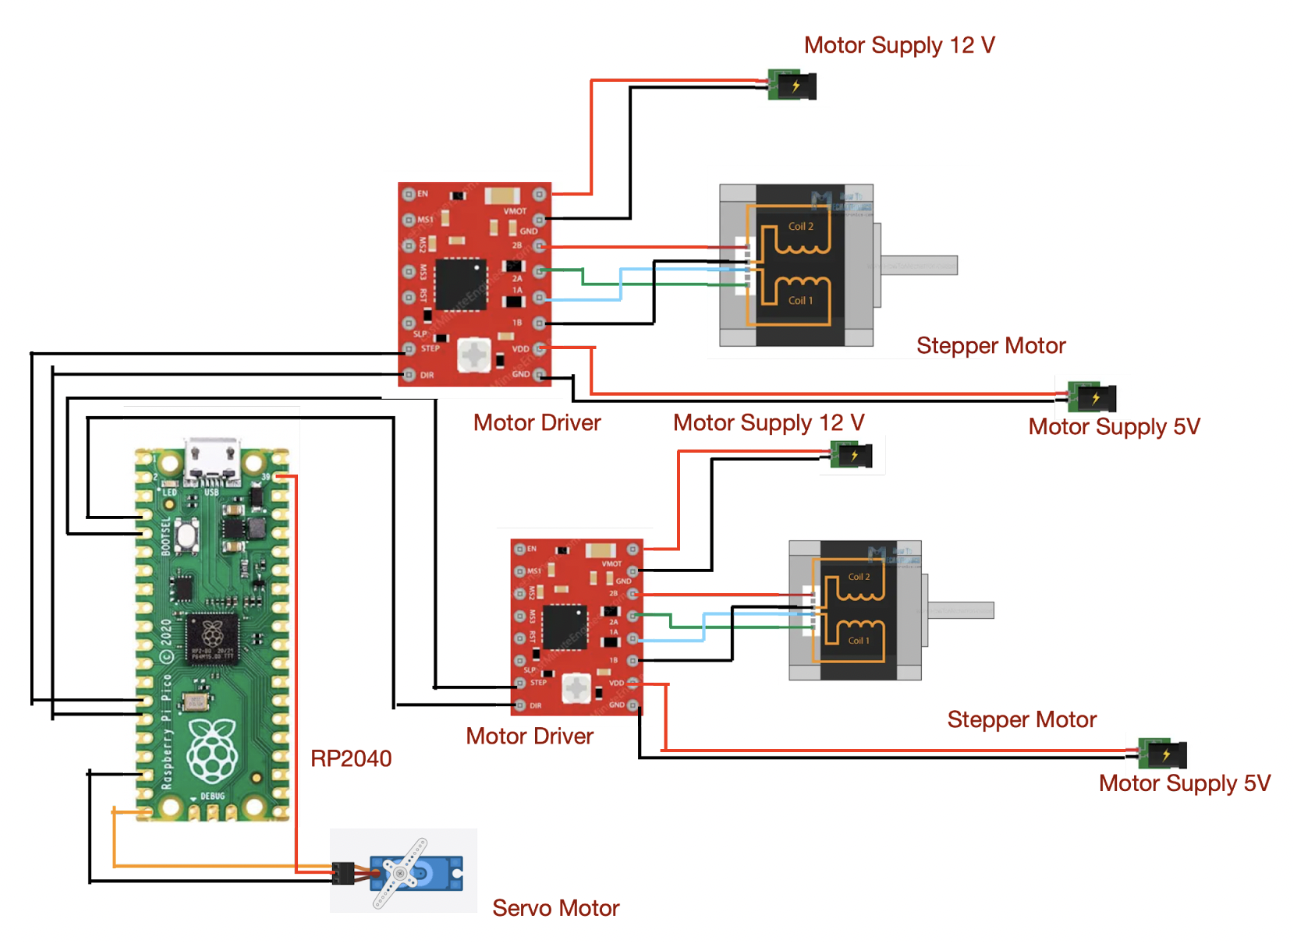 Motor Supply 12 V
EN
MS1
MS2
MS3
RST
SLP
STEP
DIR
VMOT
GND
2B
2A
1A
1B
VDD
GND
Coil 2
Coil 1
Stepper Motor
Motor Driver
Motor Supply 12 V
Motor Supply 5V
2
LED
USB
39
BOOTSEL
Raspberry Pi Pico © 2020
DEBUG
RP2040
EN
MS1
MS2
MS3
RST
SLP
STEP
DIR
VMOT
GND
2B
2A
1A
1B
VDD
GND
Coil 2
Coil 1
Stepper Motor
Motor Driver
Motor Supply 5V
Servo Motor